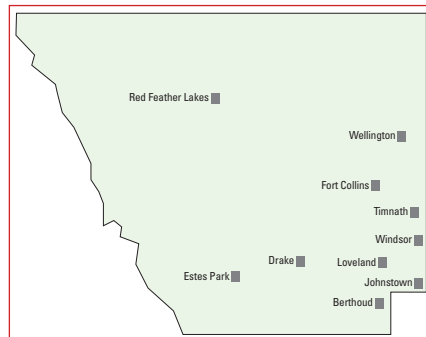 Red Feather Lakes
Wellington
Fort Collins
Timnath
Windsor
Drake
Loveland
Estes Park
Johnstown
Berthoud